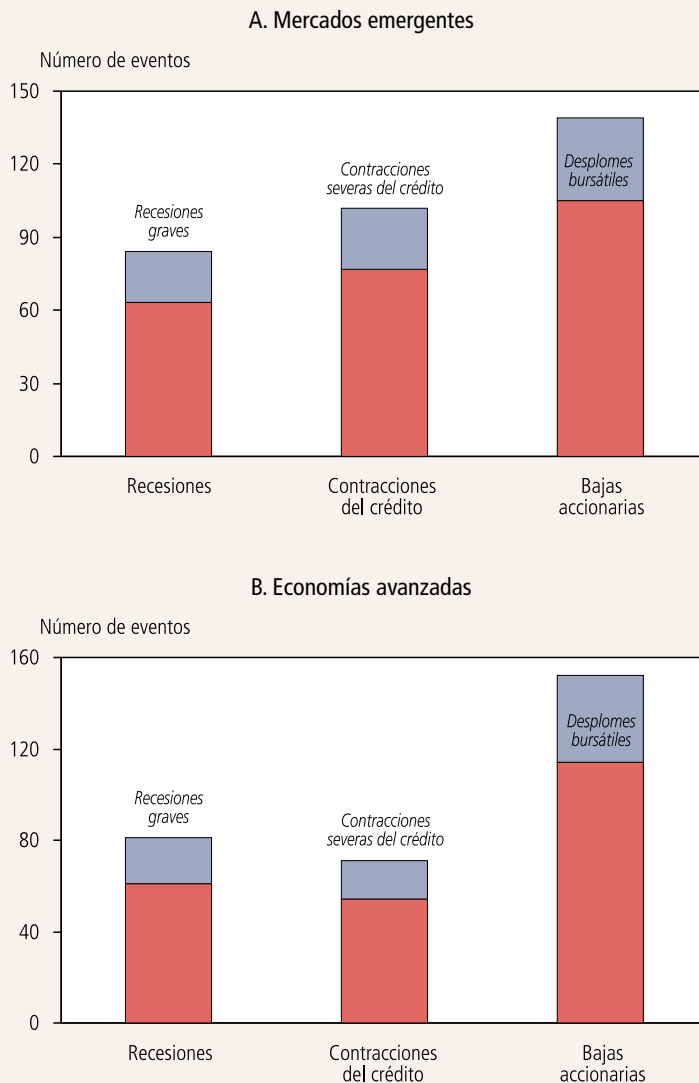 A. Mercados emergentes
Número de eventos
150
120
90
60
30
0
Recesiones
graves
Contracciones
severas del crédito
Desplomes
bursátiles
Recesiones
Contracciones
del crédito
Bajas
accionarias
B. Economías avanzadas
Número de eventos
160
120
80
40
0
Recesiones
graves
Contracciones
severas del crédito
Desplomes
bursátiles
Recesiones
Contracciones
del crédito
Bajas
accionarias